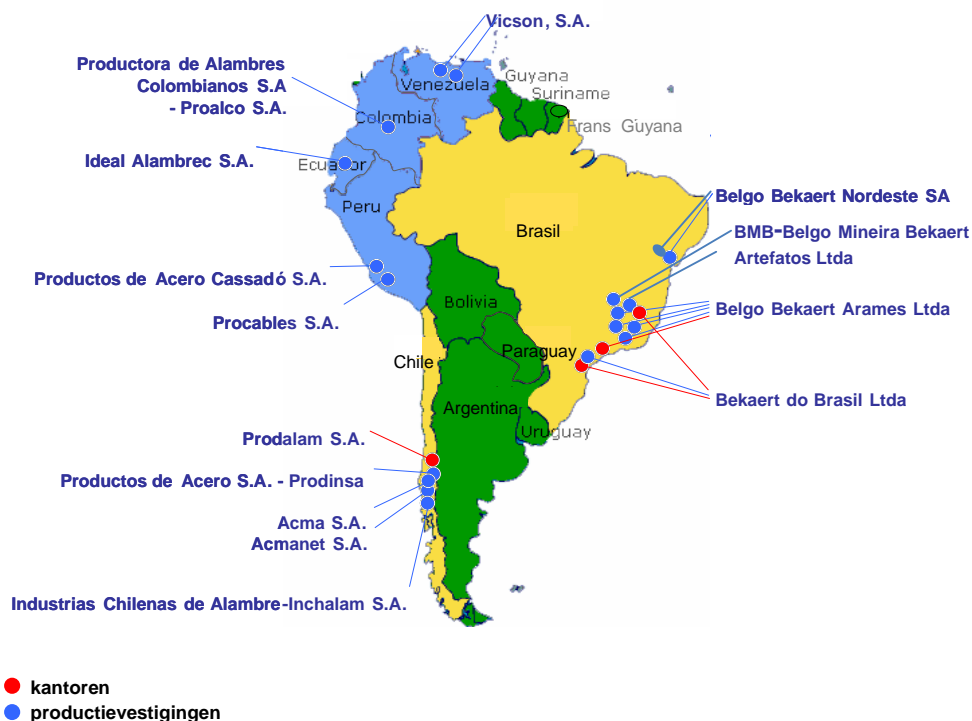 Vicson, S.A.
Productora de Alambres
Colombianos S.A
- Proalco S.A.
Venezuela
Guyana
Suriname
Frans Guyana
Colombia
Ideal Alambrec S.A.
Ecuador
Peru
Brasil
Belgo Bekaert Nordeste SA
BMB-Belgo Mineira Bekaert
Artefatos Ltda
Productos de Acero Cassadó S.A.
Bolivia
Procables S.A.
Belgo Bekaert Arames Ltda
Chile
Paraguay
Argentina
Bekaert do Brasil Ltda
Uruguay
Prodalam S.A.
Productos de Acero S.A. - Prodinsa
Acma S.A.
Acmanet S.A.
Industrias Chilenas de Alambre-Inchalam S.A.
kantoren
productievestigingen